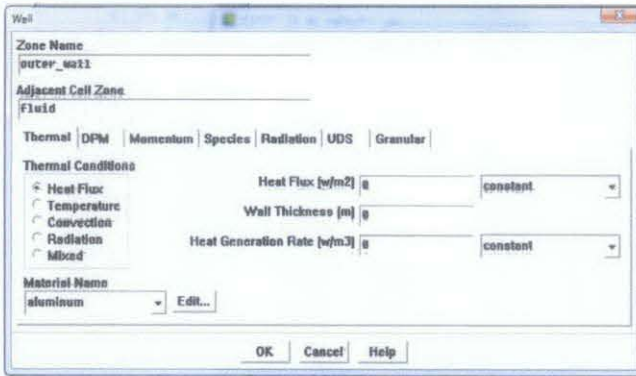 Wall
Zone Name
outer_wall
Adjacent Cell Zone
fluid
Thermal DPM Momentum Species Radiation UDS Granular
Thermal Conditions
Heat Flux
Temperature
Convection
Radiation
Mixed
Heat Flux (w/m2) 0 constant
Wall Thickness (m) 0
Heat Generation Rate (w/m3) 0 constant
Material Name
aluminum Edit...
OK Cancel Help